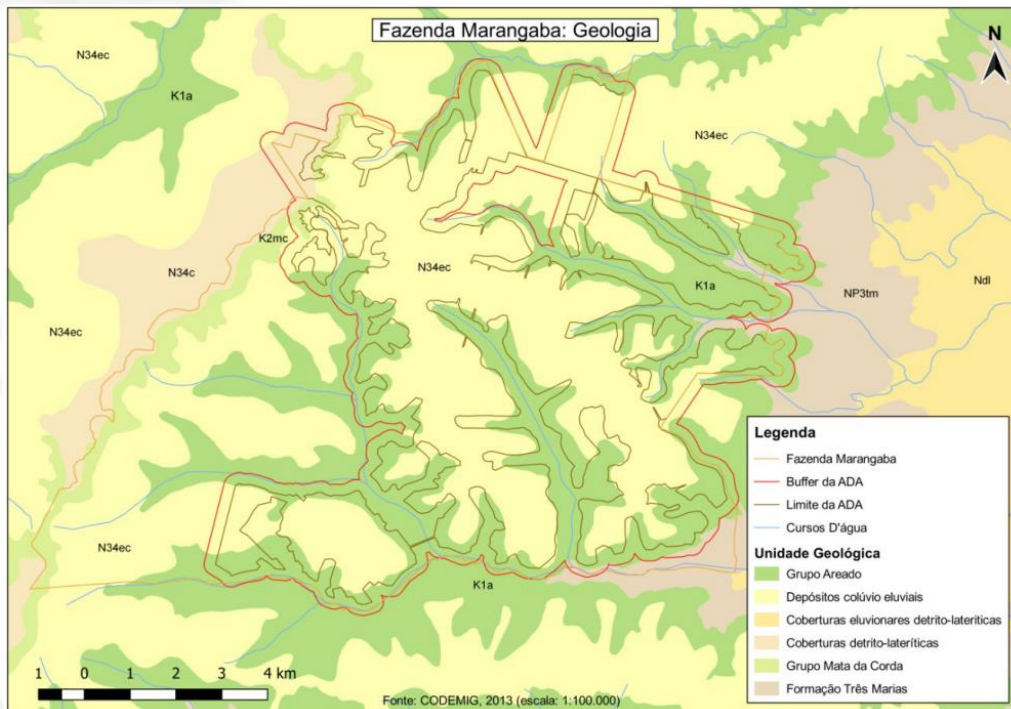 Fazenda Marangaba: Geologia
N
N34ec
K1a
N34ec
K2mc
N34c
N34ec
N34ec
K1a
NP3tm
Ndl
N34ec
K1a
Legenda
Fazenda Marangaba
Buffer da ADA
Limite da ADA
Cursos D'água
Unidade Geológica
Grupo Areado
Depósitos colúvio eluviais
Coberturas eluvionares detrito-lateriticas
Coberturas detrito-lateríticas
Grupo Mata da Corda
Formação Três Marias
1 0 1 2 3 4 km
Fonte: CODEMIG, 2013 (escala: 1:100.000)